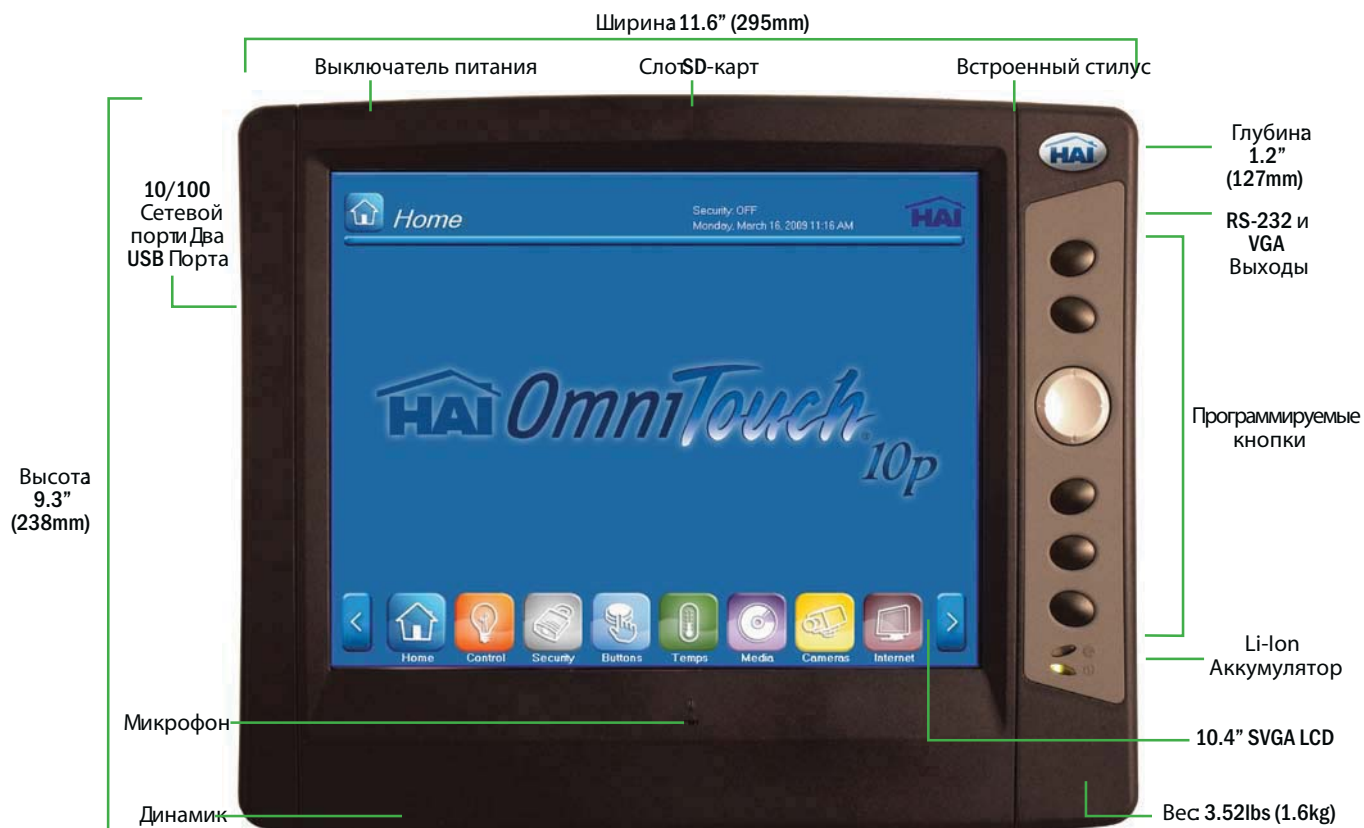 Ширина 11.6" (295mm)
Выключатель питания
Слот SD-карт
Встроенный стилус
HAI
Глубина
1.2"
(127mm)
10/100
Сетевой
порт и Два
USB Порта
RS-232 и
VGA
Выходы
Home
Security: OFF
Monday, March 16, 2009 11:16 AM
HAI
HAI OmniTouch® 10p
Программируемые
кнопки
Высота
9.3"
(238mm)
Home
Control
Security
Buttons
Temps
Media
Cameras
Internet
Li-Ion
Аккумулятор
Микрофон
10.4" SVGA LCD
Динамик
Вес: 3.52lbs (1.6kg)